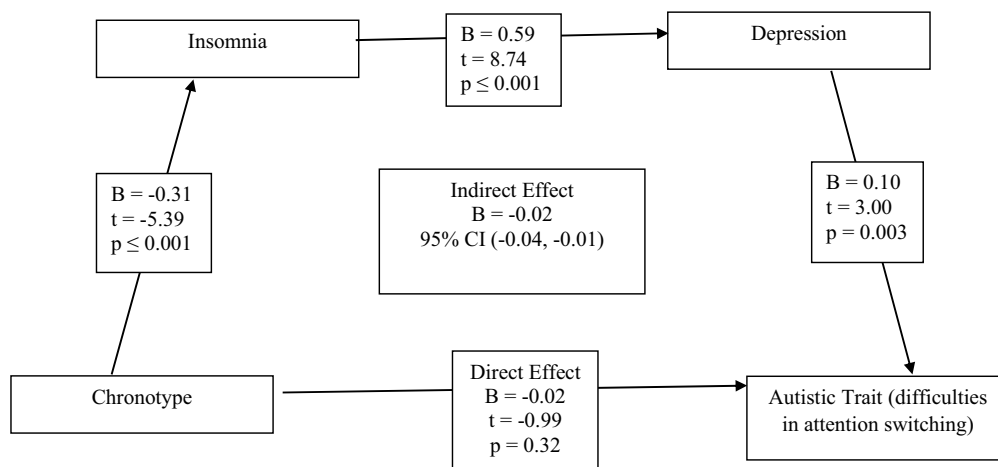 Insomnia
B = 0.59
t = 8.74
p ≤ 0.001
Depression
B = -0.31
t = -5.39
p ≤ 0.001
Indirect Effect
B = -0.02
95% CI (-0.04, -0.01)
B = 0.10
t = 3.00
p = 0.003
Chronotype
Direct Effect
B = -0.02
t = -0.99
p = 0.32
Autistic Trait (difficulties
in attention switching)